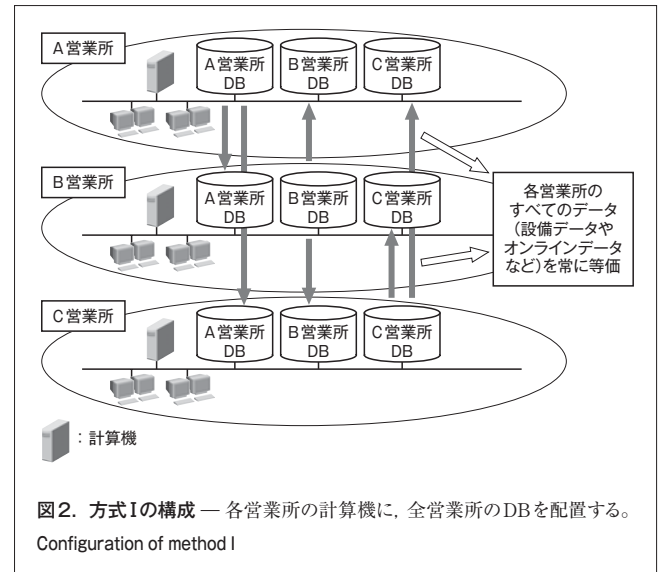 A営業所
A営業所
DB
B営業所
DB
C営業所
DB
B営業所
A営業所
DB
B営業所
DB
C営業所
DB
各営業所の
すべてのデータ
(設備データや
オンラインデータ
など)を常に等価
C営業所
A営業所
DB
B営業所
DB
C営業所
DB
：計算機
図2. 方式Iの構成 — 各営業所の計算機に，全営業所のDBを配置する。
Configuration of method I